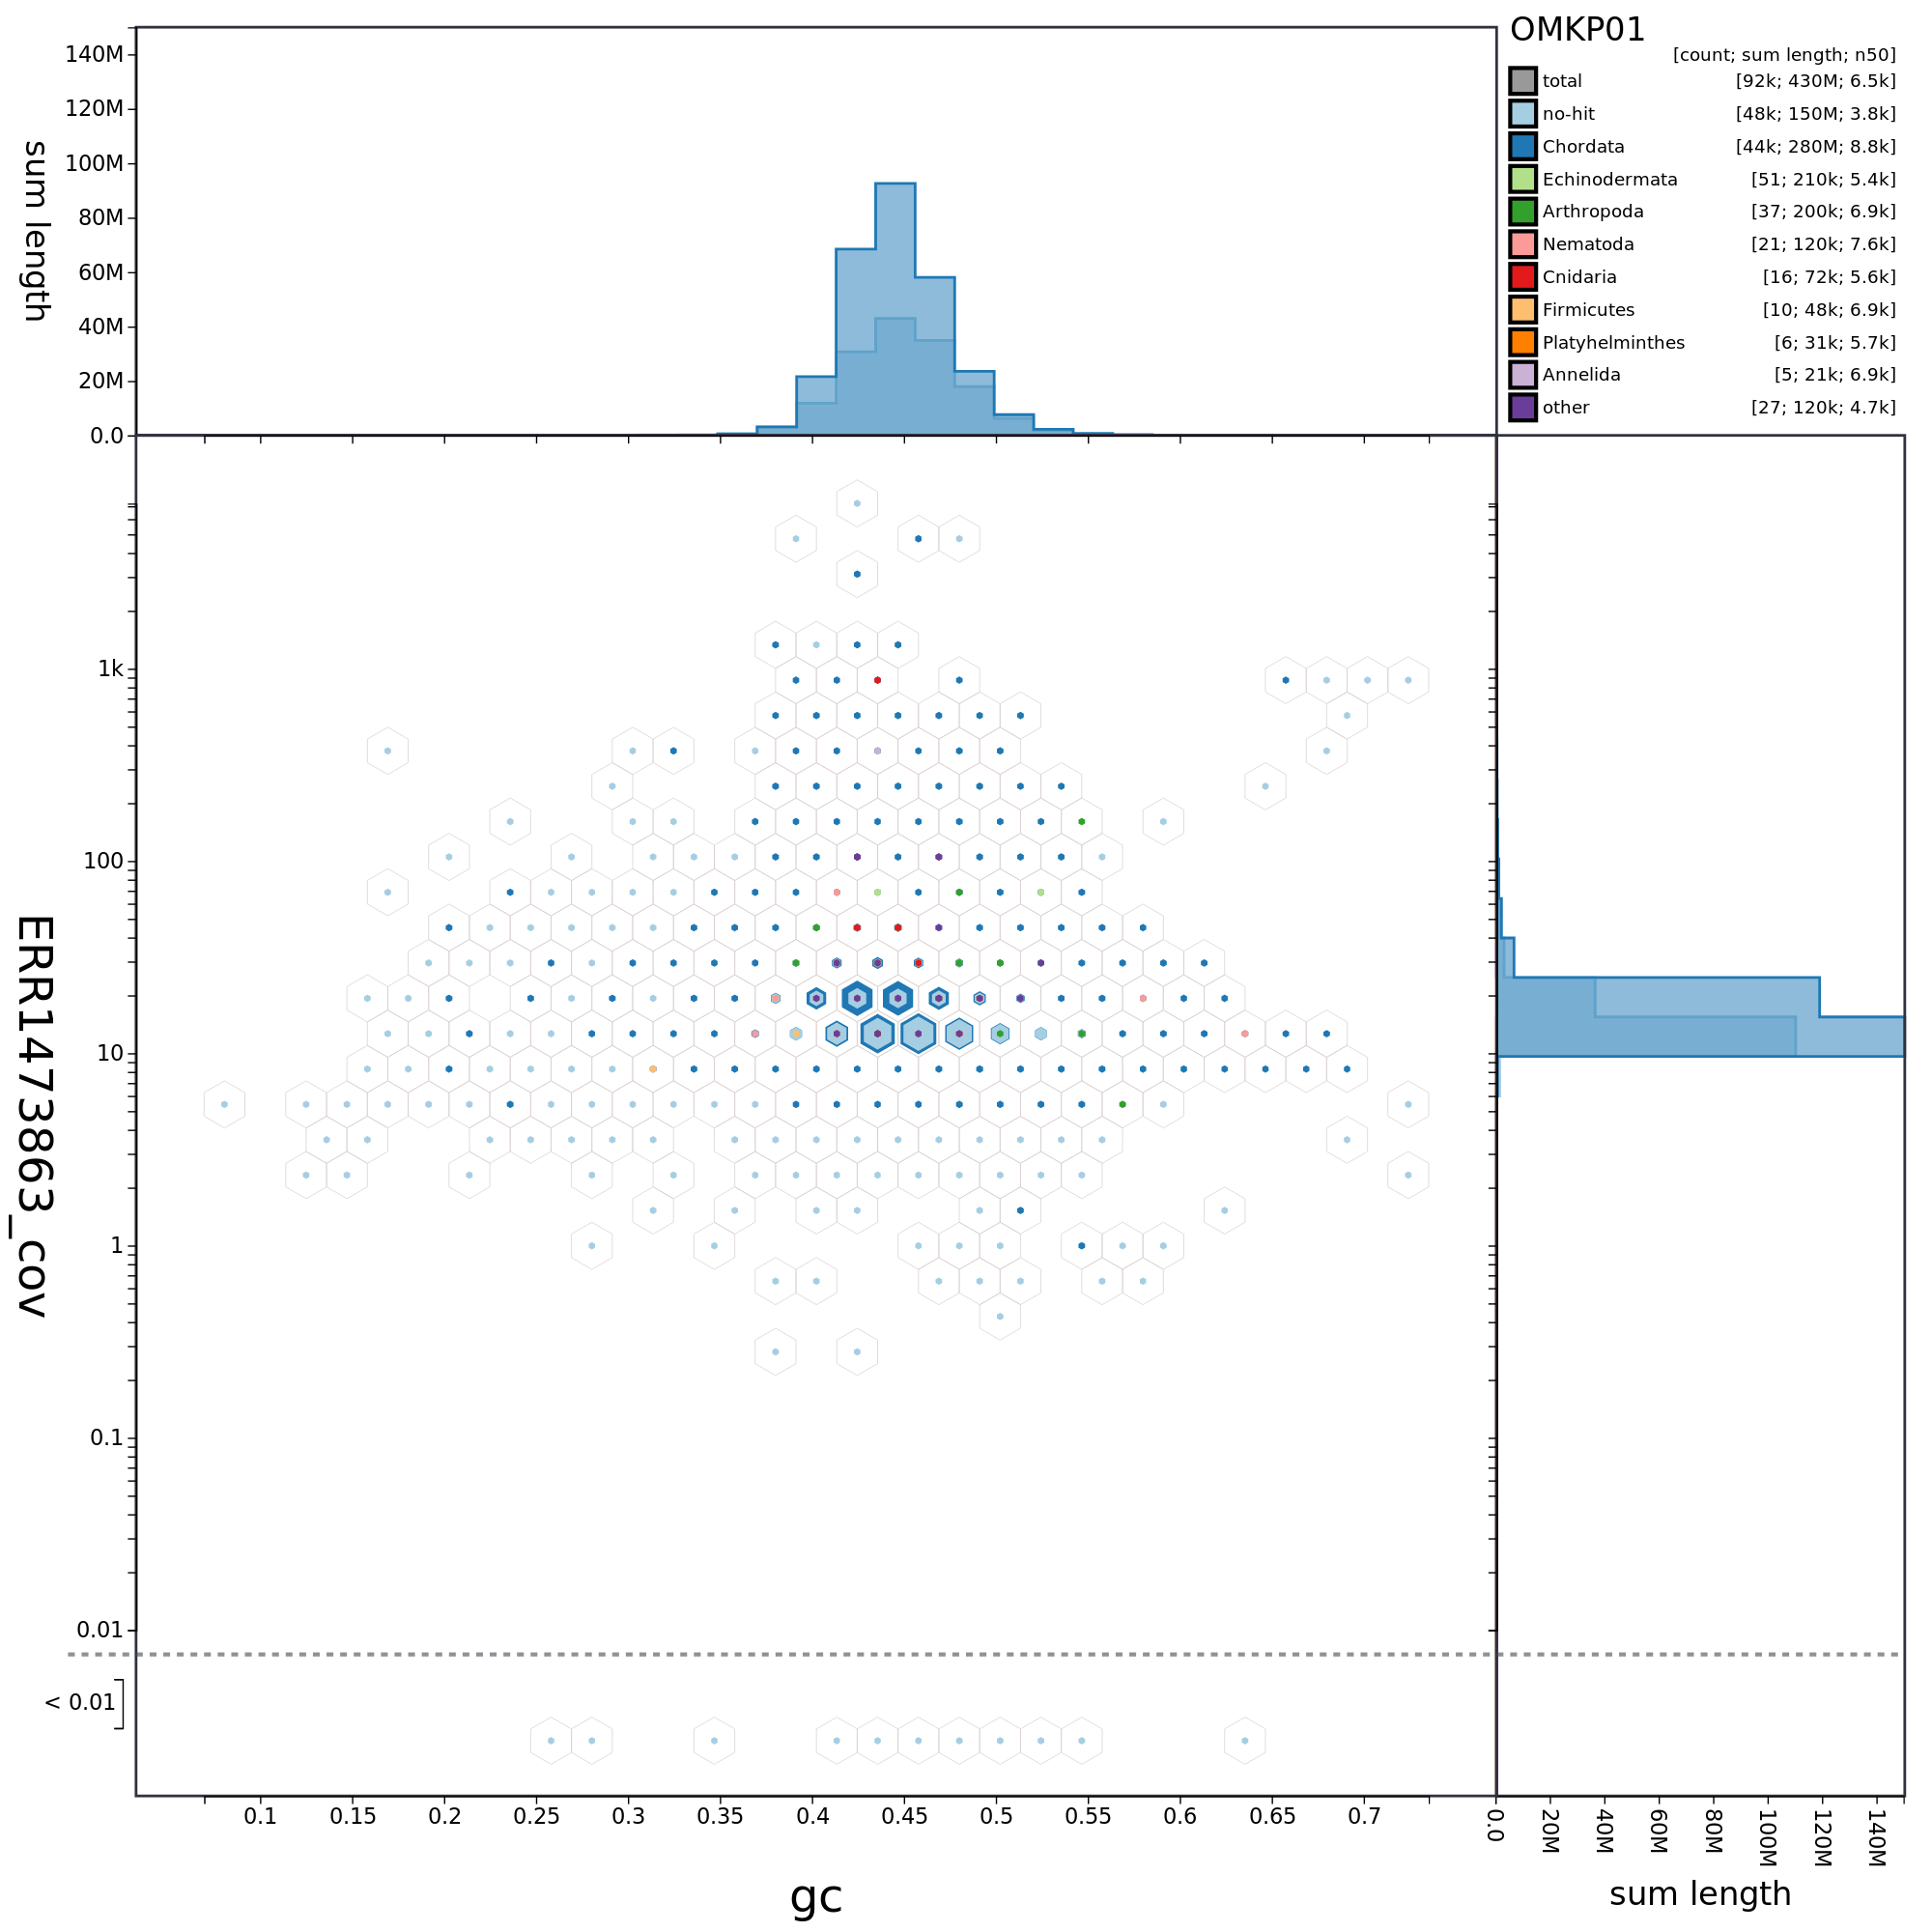 OMKP01
[count; sum length; n50]
total [92k; 430M; 6.5k]
no-hit [48k; 150M; 3.8k]
Chordata [44k; 280M; 8.8k]
Echinodermata [51; 210k; 5.4k]
Arthropoda [37; 200k; 6.9k]
Nematoda [21; 120k; 7.6k]
Cnidaria [16; 72k; 5.6k]
Firmicutes [10; 48k; 6.9k]
Platyhelminthes [6; 31k; 5.7k]
Annelida [5; 21k; 6.9k]
other [27; 120k; 4.7k]
140M
120M
100M
80M
60M
40M
20M
0.0
sum length
1k
100
10
1
0.1
0.01
< 0.01
ERR1473863_cov
0.1 0.15 0.2 0.25 0.3 0.35 0.4 0.45 0.5 0.55 0.6 0.65 0.7
gc
0.0 20M 40M 60M 80M 100M 120M 140M
sum length